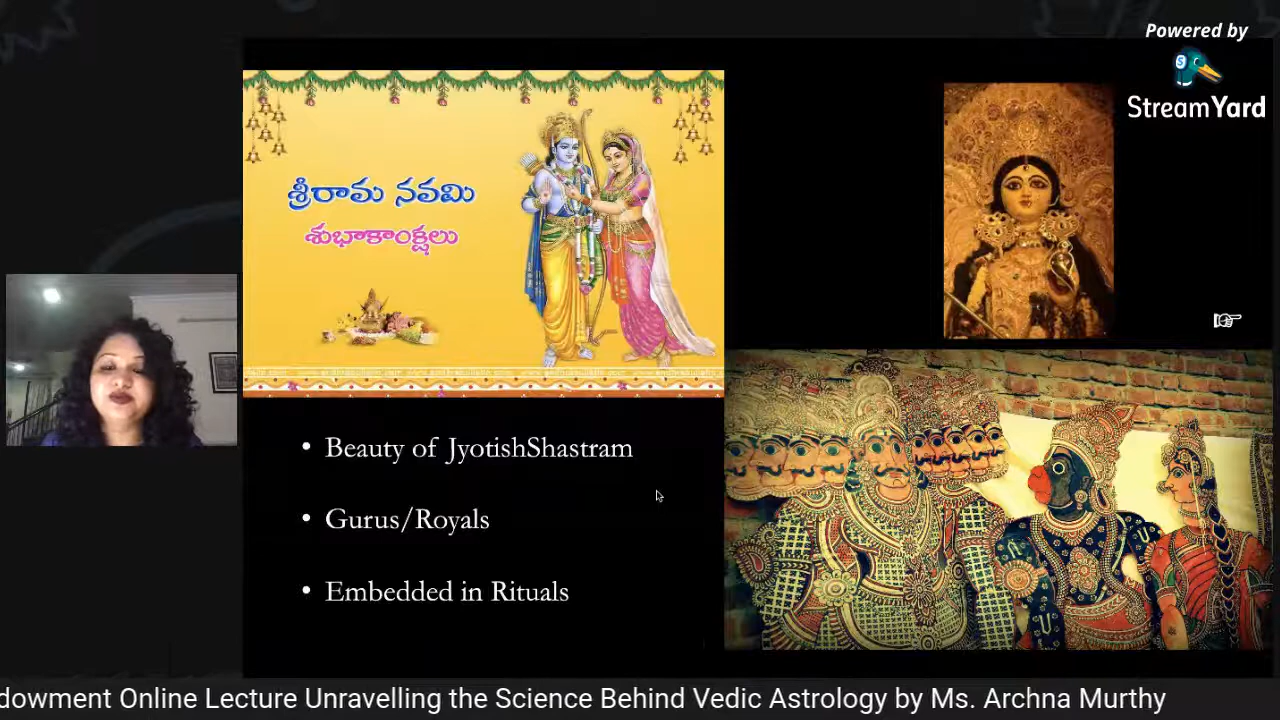 Powered by
StreamYard
శ్రీరామ నవమి
శుభాకాంక్షలు
• Beauty of JyotishShastram
• Gurus/Royals
• Embedded in Rituals
dowment Online Lecture Unravelling the Science Behind Vedic Astrology by Ms. Archna Murthy